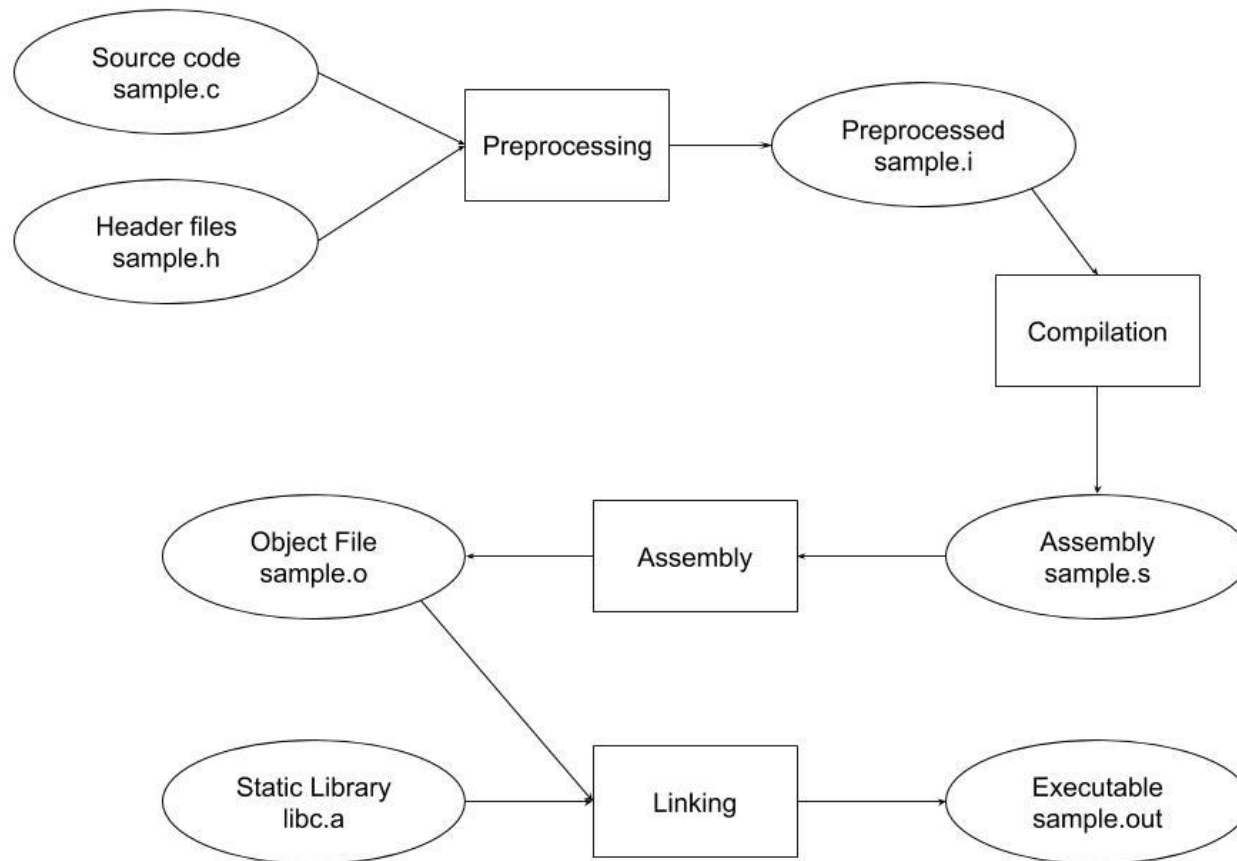 Source code
sample.c
Header files
sample.h
Preprocessing
Preprocessed
sample.i
Compilation
Assembly
sample.s
Assembly
Object File
sample.o
Static Library
libc.a
Linking
Executable
sample.out